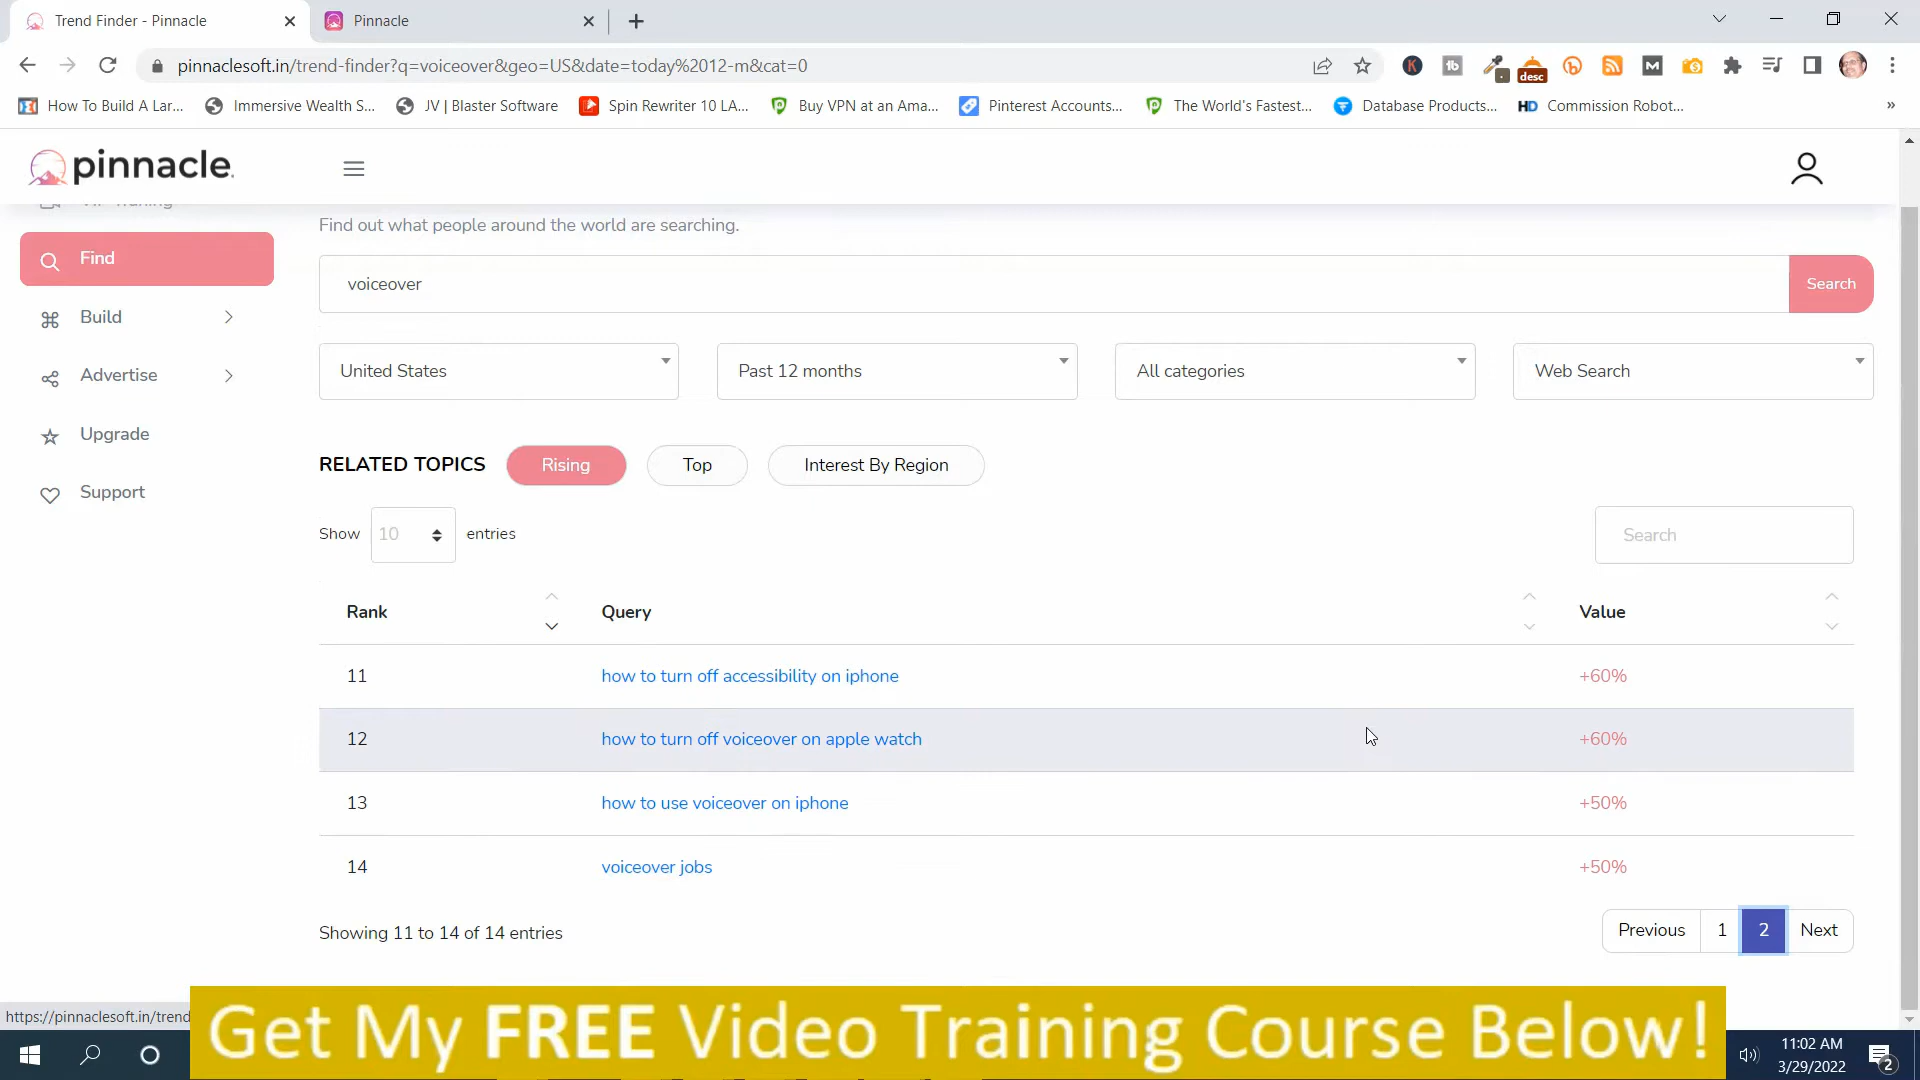 Trend Finder - Pinnacle
Pinnacle
pinnaclesoft.in/trend-finder?q=voiceover&geo=US&date=today%2012-m&cat=0
desc
How To Build A Lar...
Immersive Wealth S...
JV | Blaster Software
Spin Rewriter 10 LA...
Buy VPN at an Ama...
Pinterest Accounts...
The World's Fastest...
HD Commission Robot...
Database Products...
pinnacle.
Find out what people around the world are searching.
Find
voiceover
Search
Build
United States
Past 12 months
All categories
Web Search
Advertise
Upgrade
RELATED TOPICS
Rising
Top
Interest By Region
Support
Show 10 entries
Search
Rank
Query
Value
11
how to turn off accessibility on iphone
+60%
12
how to turn off voiceover on apple watch
+60%
13
how to use voiceover on iphone
+50%
14
voiceover jobs
+50%
Showing 11 to 14 of 14 entries
Previous
1
2
Next
https://pinnaclesoft.in/trend
Get My FREE Video Training Course Below!
11:02 AM
3/29/2022
2